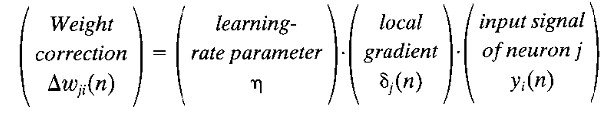 Weight correction Δwji(n) = learning- rate parameter η · local gradient δj(n) · input signal of neuron j yi(n)